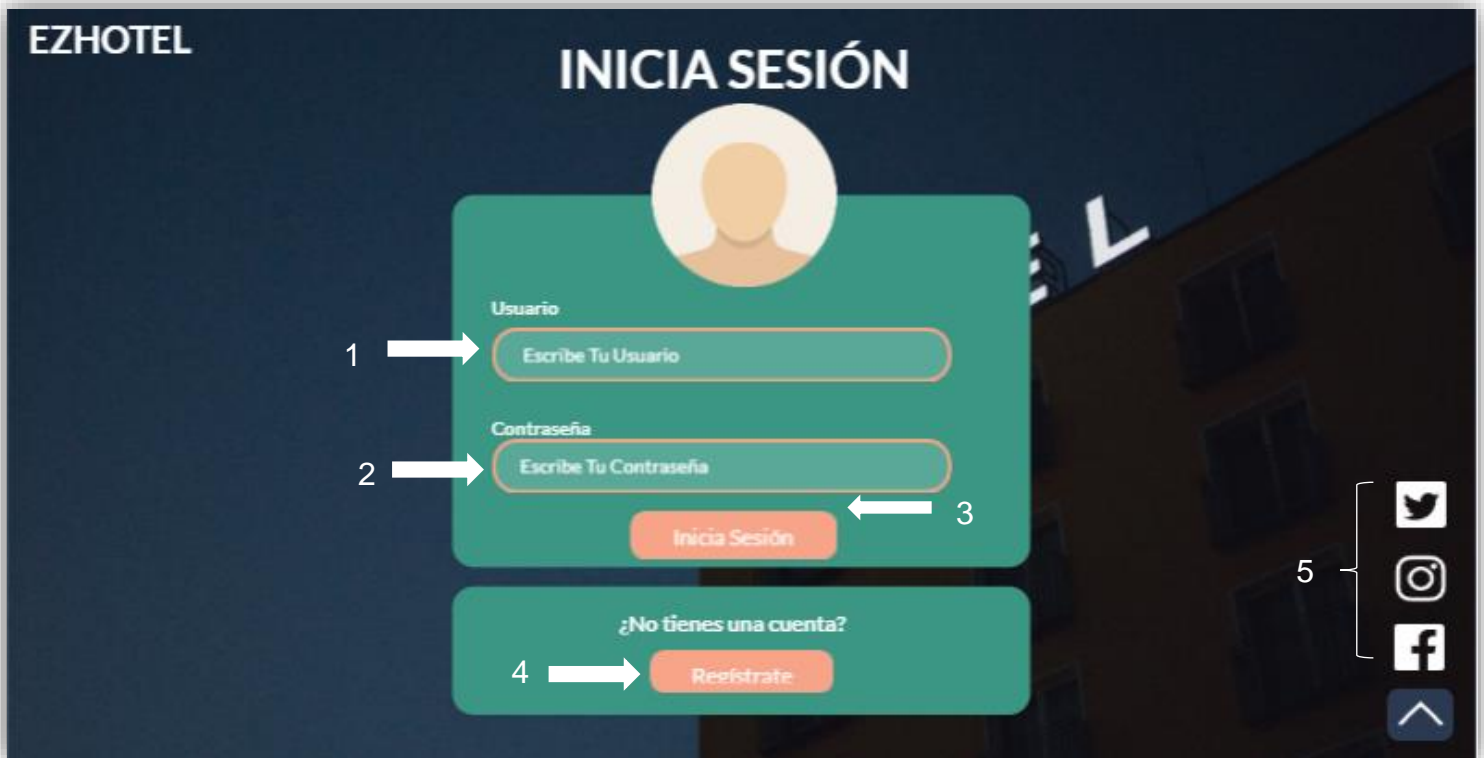 EZHOTEL
INICIA SESIÓN
EL
Usuario
1
Escribe Tu Usuario
Contraseña
2
Escribe Tu Contraseña
3
Inicia Sesión
5
¿No tienes una cuenta?
4
Regístrate